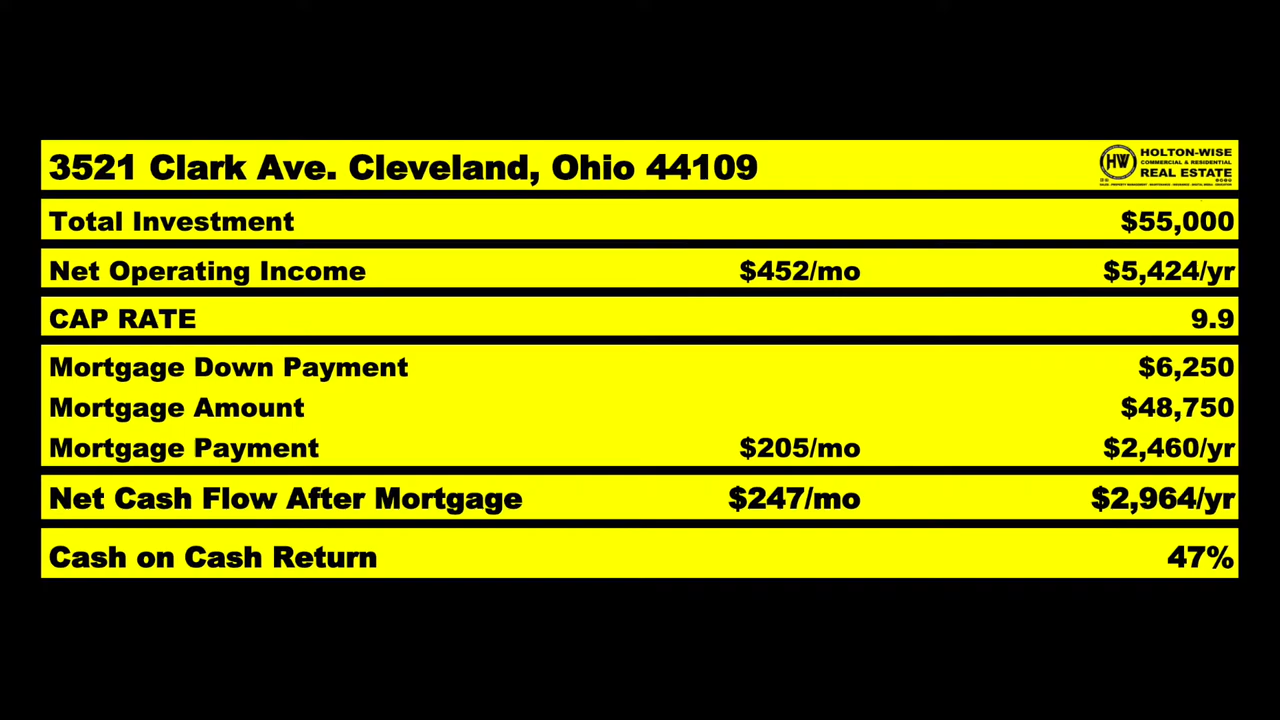 3521 Clark Ave. Cleveland, Ohio 44109
HOLTON-WISE
COMMERCIAL & RESIDENTIAL
REAL ESTATE
HW
Total Investment $55,000
Net Operating Income $452/mo $5,424/yr
CAP RATE 9.9
Mortgage Down Payment $6,250
Mortgage Amount $48,750
Mortgage Payment $205/mo $2,460/yr
Net Cash Flow After Mortgage $247/mo $2,964/yr
Cash on Cash Return 47%